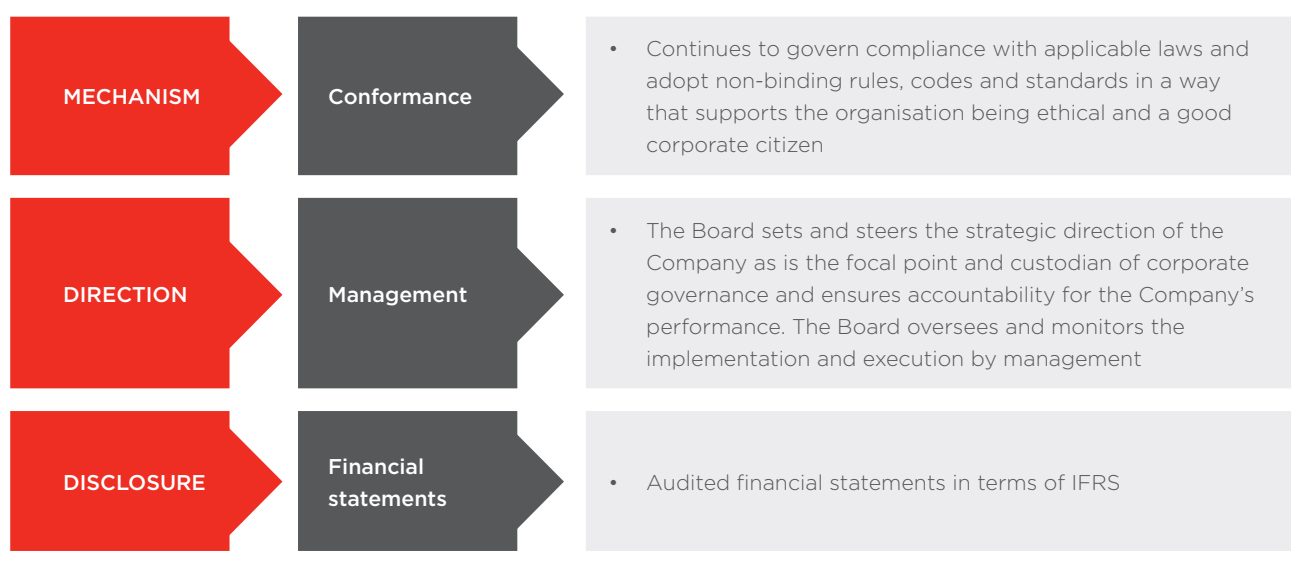 MECHANISM
Conformance
• Continues to govern compliance with applicable laws and
adopt non-binding rules, codes and standards in a way
that supports the organisation being ethical and a good
corporate citizen
DIRECTION
Management
• The Board sets and steers the strategic direction of the
Company as is the focal point and custodian of corporate
governance and ensures accountability for the Company’s
performance. The Board oversees and monitors the
implementation and execution by management
DISCLOSURE
Financial
statements
• Audited financial statements in terms of IFRS